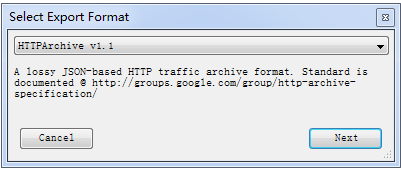 Select Export Format
HTTPArchive v1.1
A lossy JSON-based HTTP traffic archive format. Standard is
documented @ http://groups.google.com/group/http-archive-
specification/
Cancel
Next